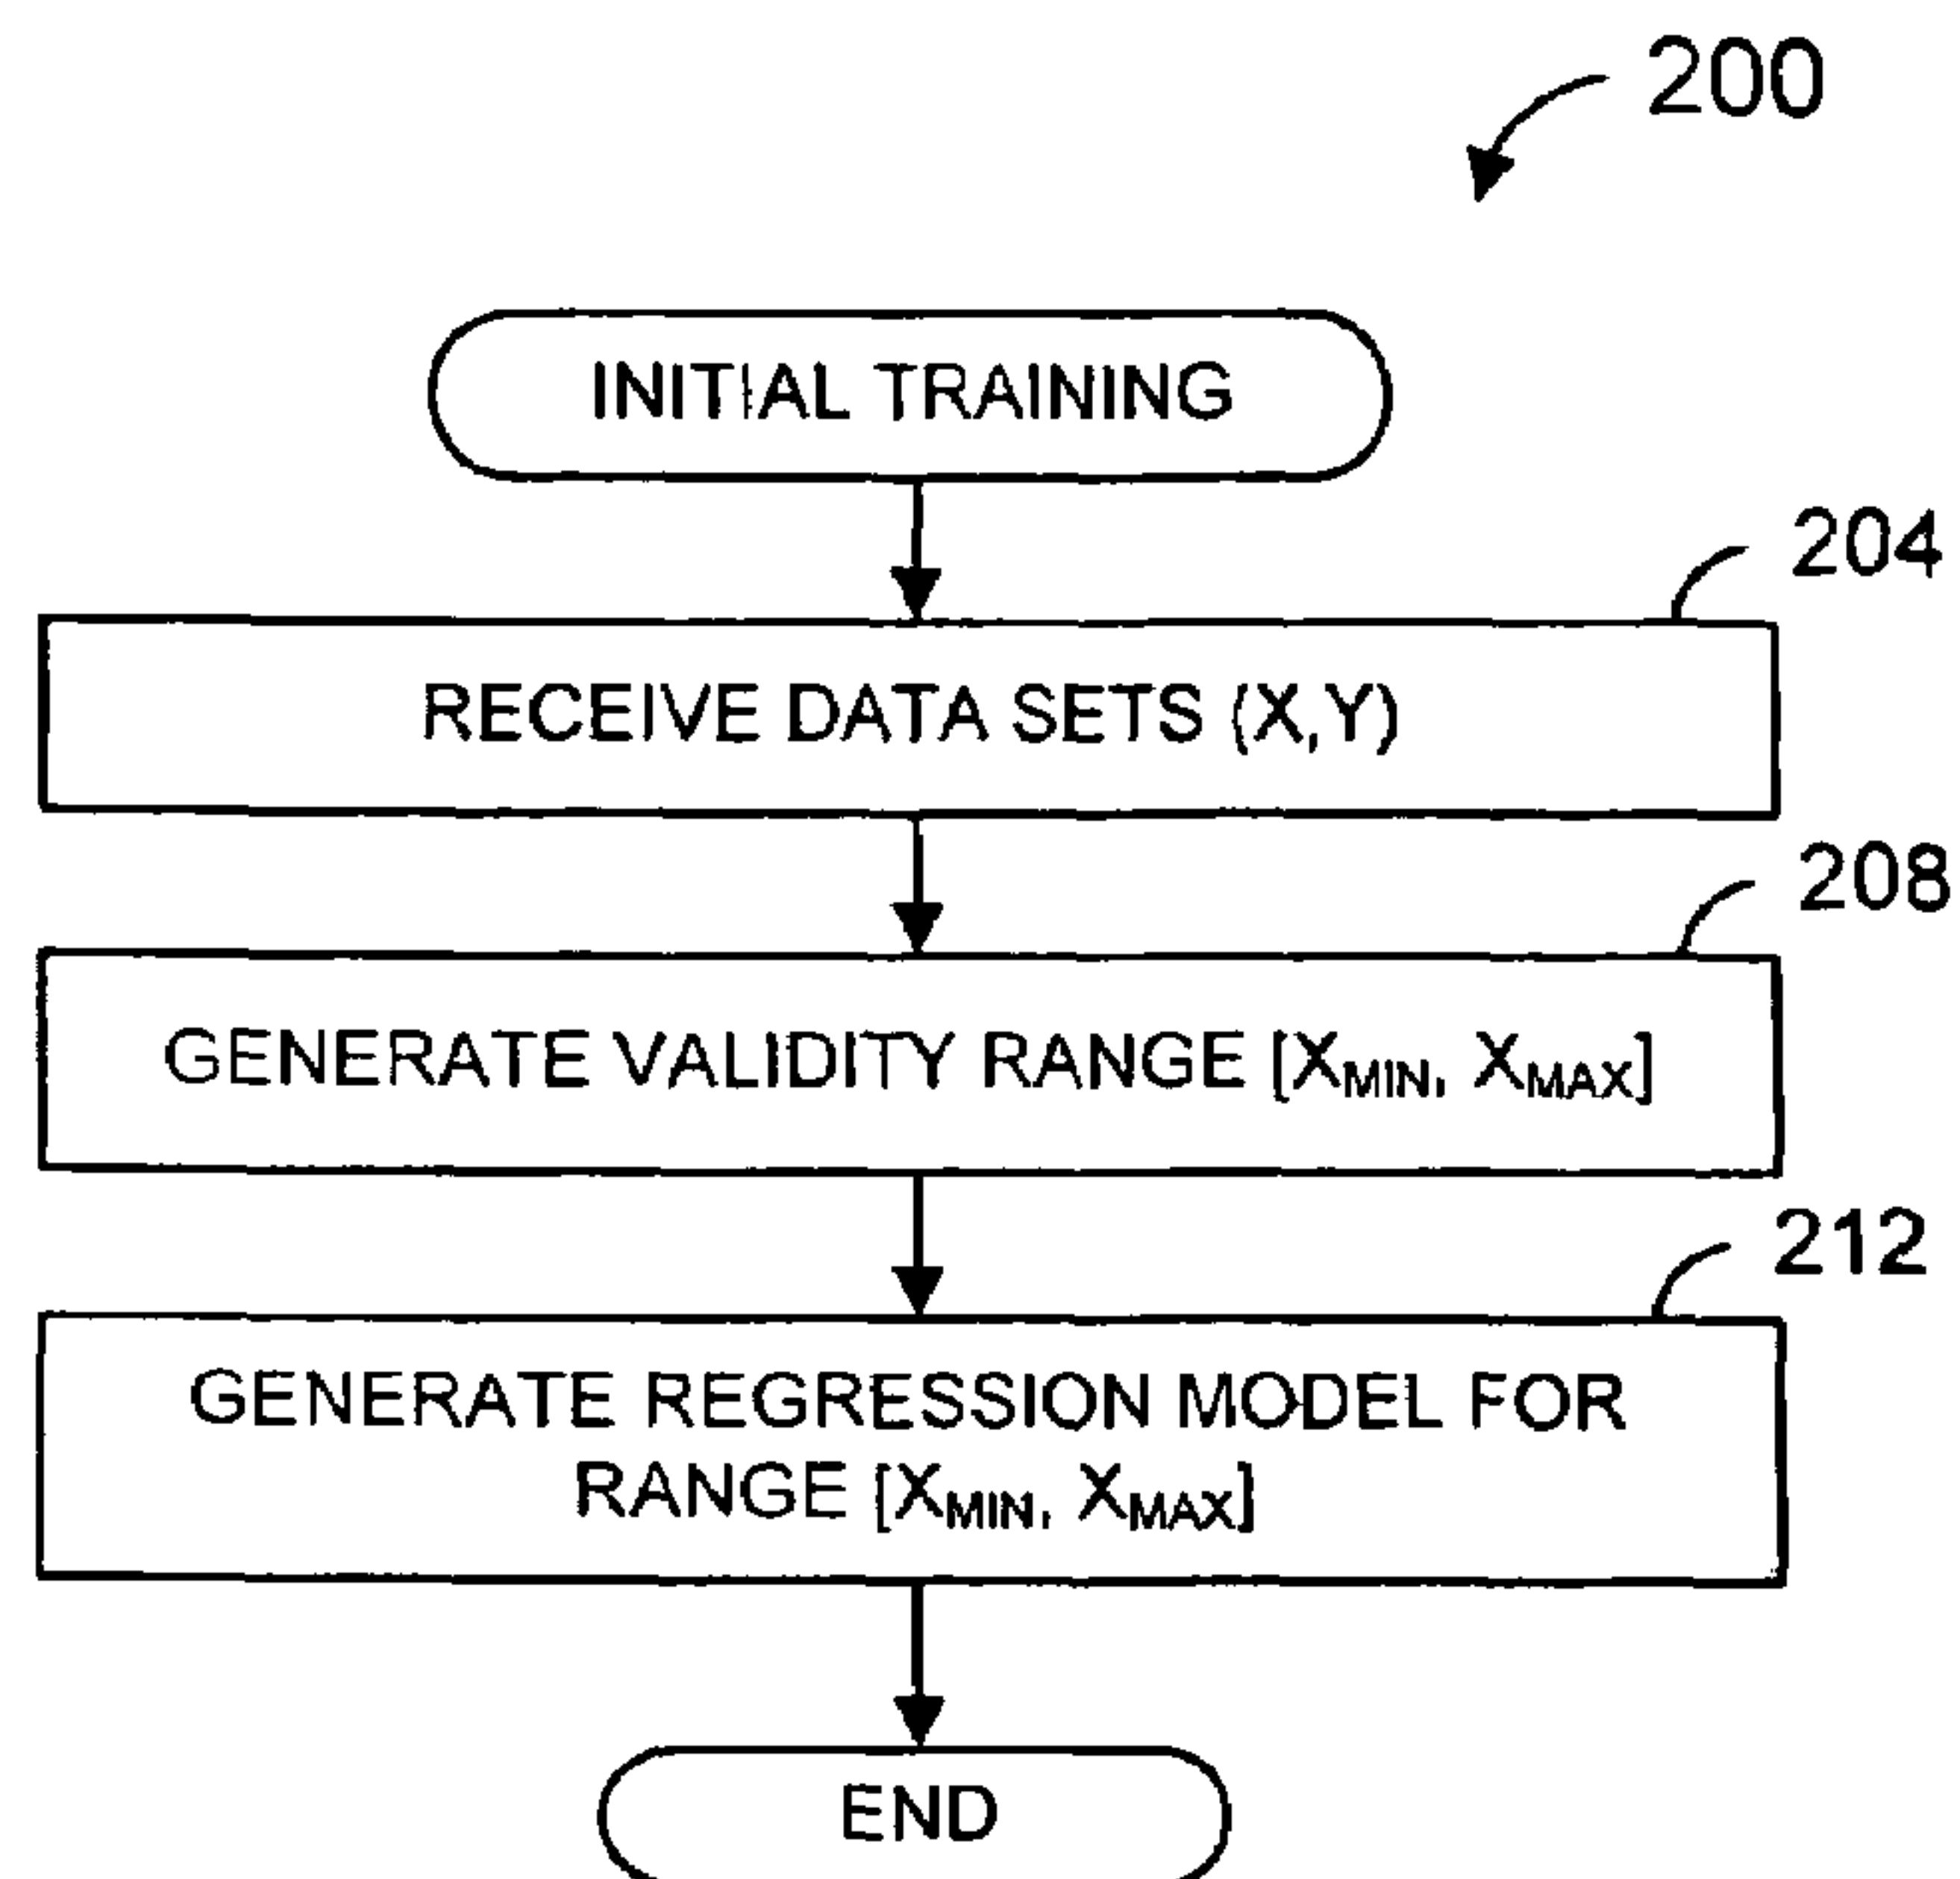 200
INITIAL TRAINING
204
RECEIVE DATA SETS (X,Y)
208
GENERATE VALIDITY RANGE [XMIN, XMAX]
212
GENERATE REGRESSION MODEL FOR
RANGE [XMIN, XMAX]
END